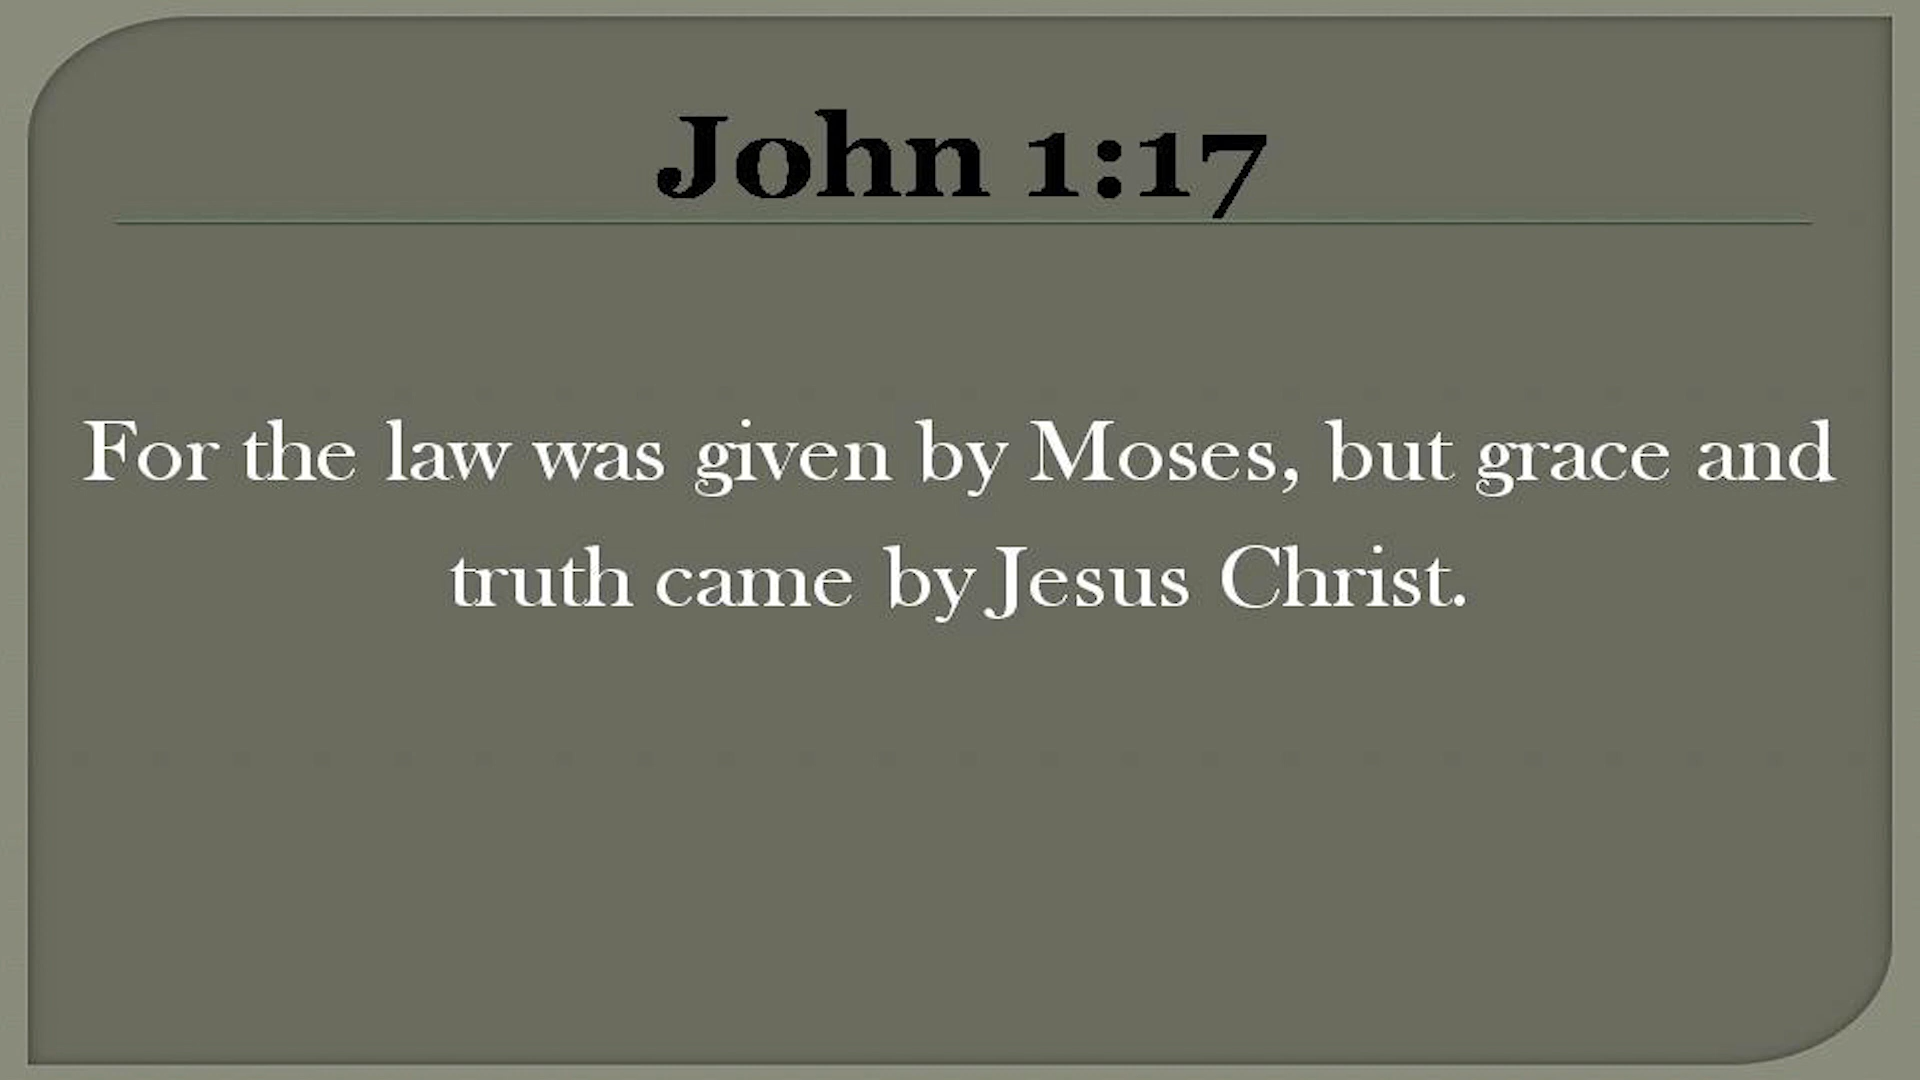 John 1:17
For the law was given by Moses, but grace and
truth came by Jesus Christ.